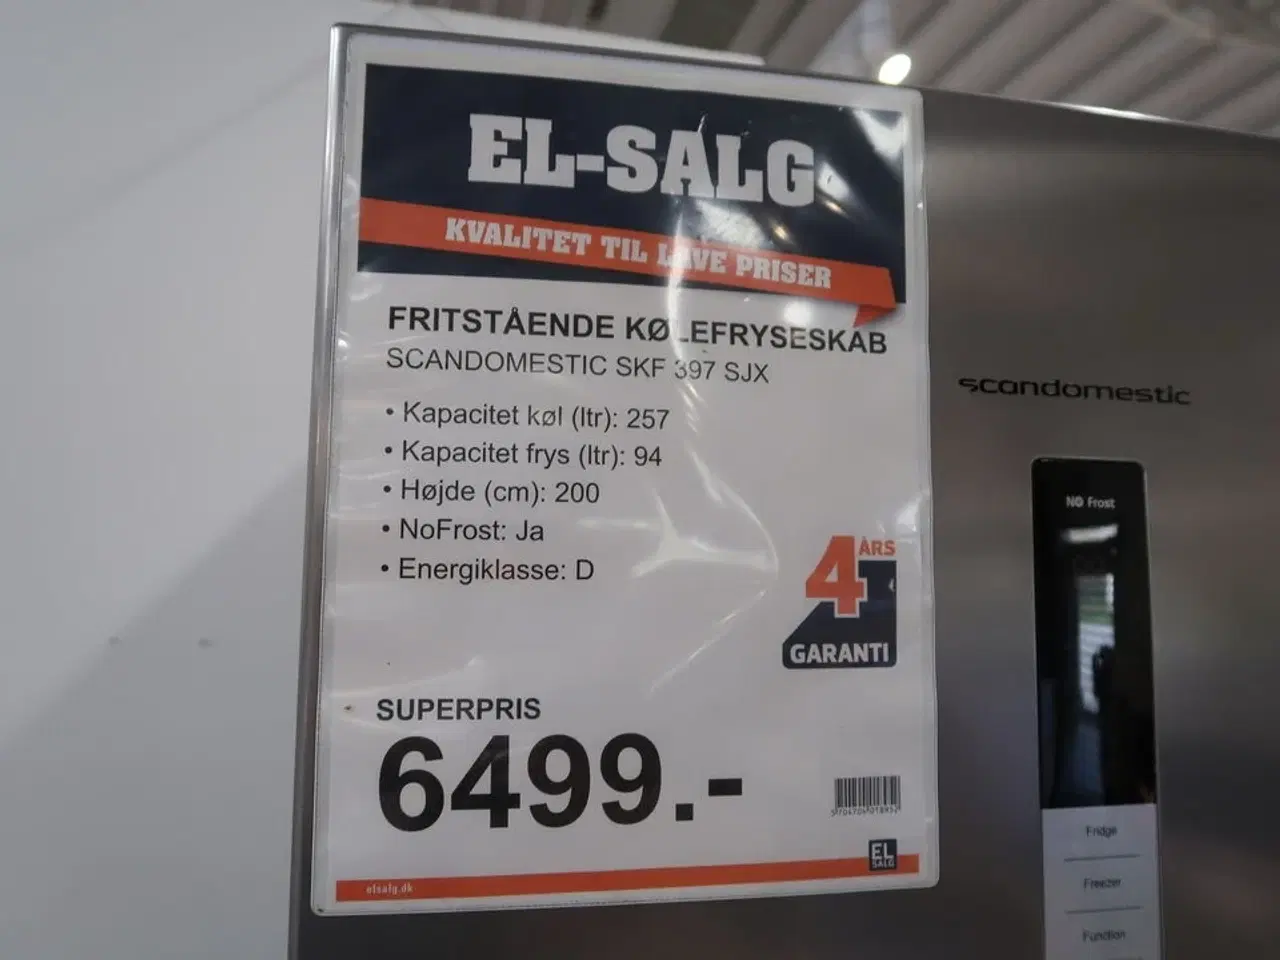 EL-SALG
KVALITET TIL LAVE PRISER
FRITSTÅENDE KØLEFRYSESKAB
SCANDOMESTIC SKF 397 SJX
• Kapacitet køl (ltr): 257
• Kapacitet frys (ltr): 94
• Højde (cm): 200
• NoFrost: Ja
• Energiklasse: D
4 ÅRS
GARANTI
SUPERPRIS
6499.-
EL
SALG
elsalg.dk
scandomestic
NO Frost
Fridge
Freezer
Function